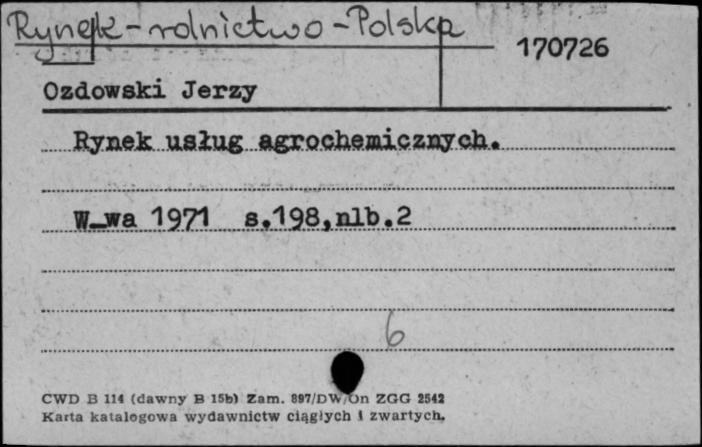 Rynek - rolnictwo - Polska
170726
Ozdowski Jerzy
Rynek usług agrochemicznych.
W_wa 1971 s.198,nlb.2
6
CWD B 114 (dawny B 15b) Zam. 897/DW/On ZGG 2542
Karta katalogowa wydawnictw ciągłych i zwartych.